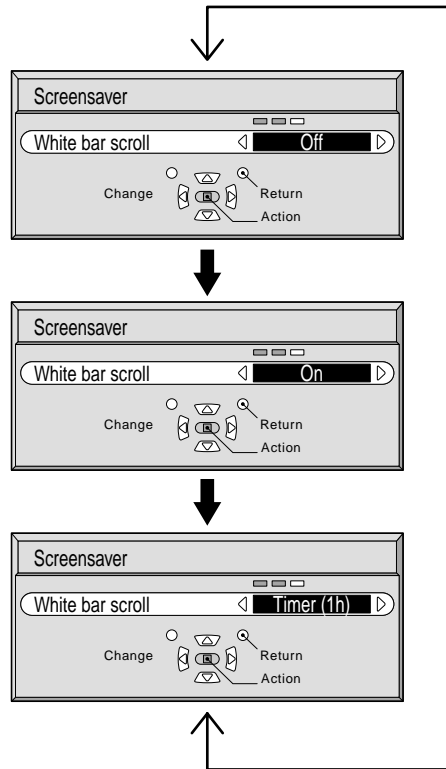 Screensaver
White bar scroll Off
Change Return
Action
Screensaver
White bar scroll On
Change Return
Action
Screensaver
White bar scroll Timer (1h)
Change Return
Action